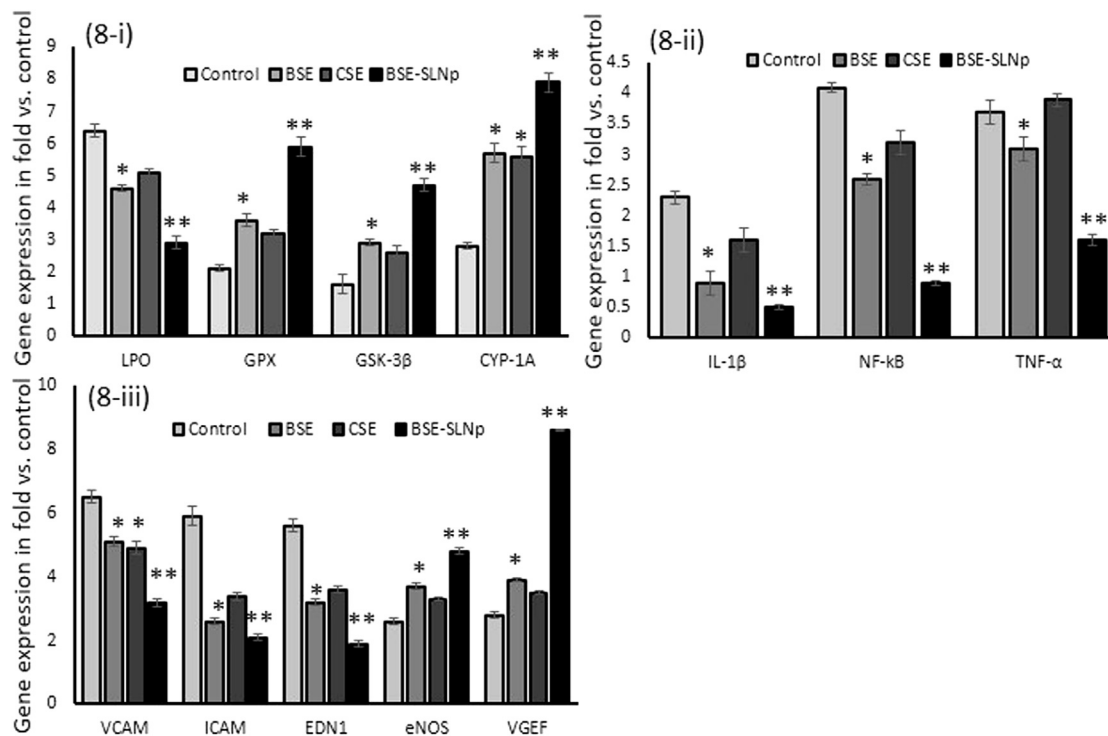 (8-i)
Gene expression in fold vs. control
9
8
7
6
5
4
3
2
1
0
Control BSE CSE BSE-SLNp
* ** * ** * ** * * **
LPO GPX GSK-3β CYP-1A
(8-ii)
Gene expression in fold vs. control
4.5
4
3.5
3
2.5
2
1.5
1
0.5
0
Control BSE CSE BSE-SLNp
* ** * ** * **
IL-1β NF-kB TNF-α
(8-iii)
Gene expression in fold vs. control
10
8
6
4
2
0
Control BSE CSE BSE-SLNp
* * ** * ** * ** * ** * **
VCAM ICAM EDN1 eNOS VGEF